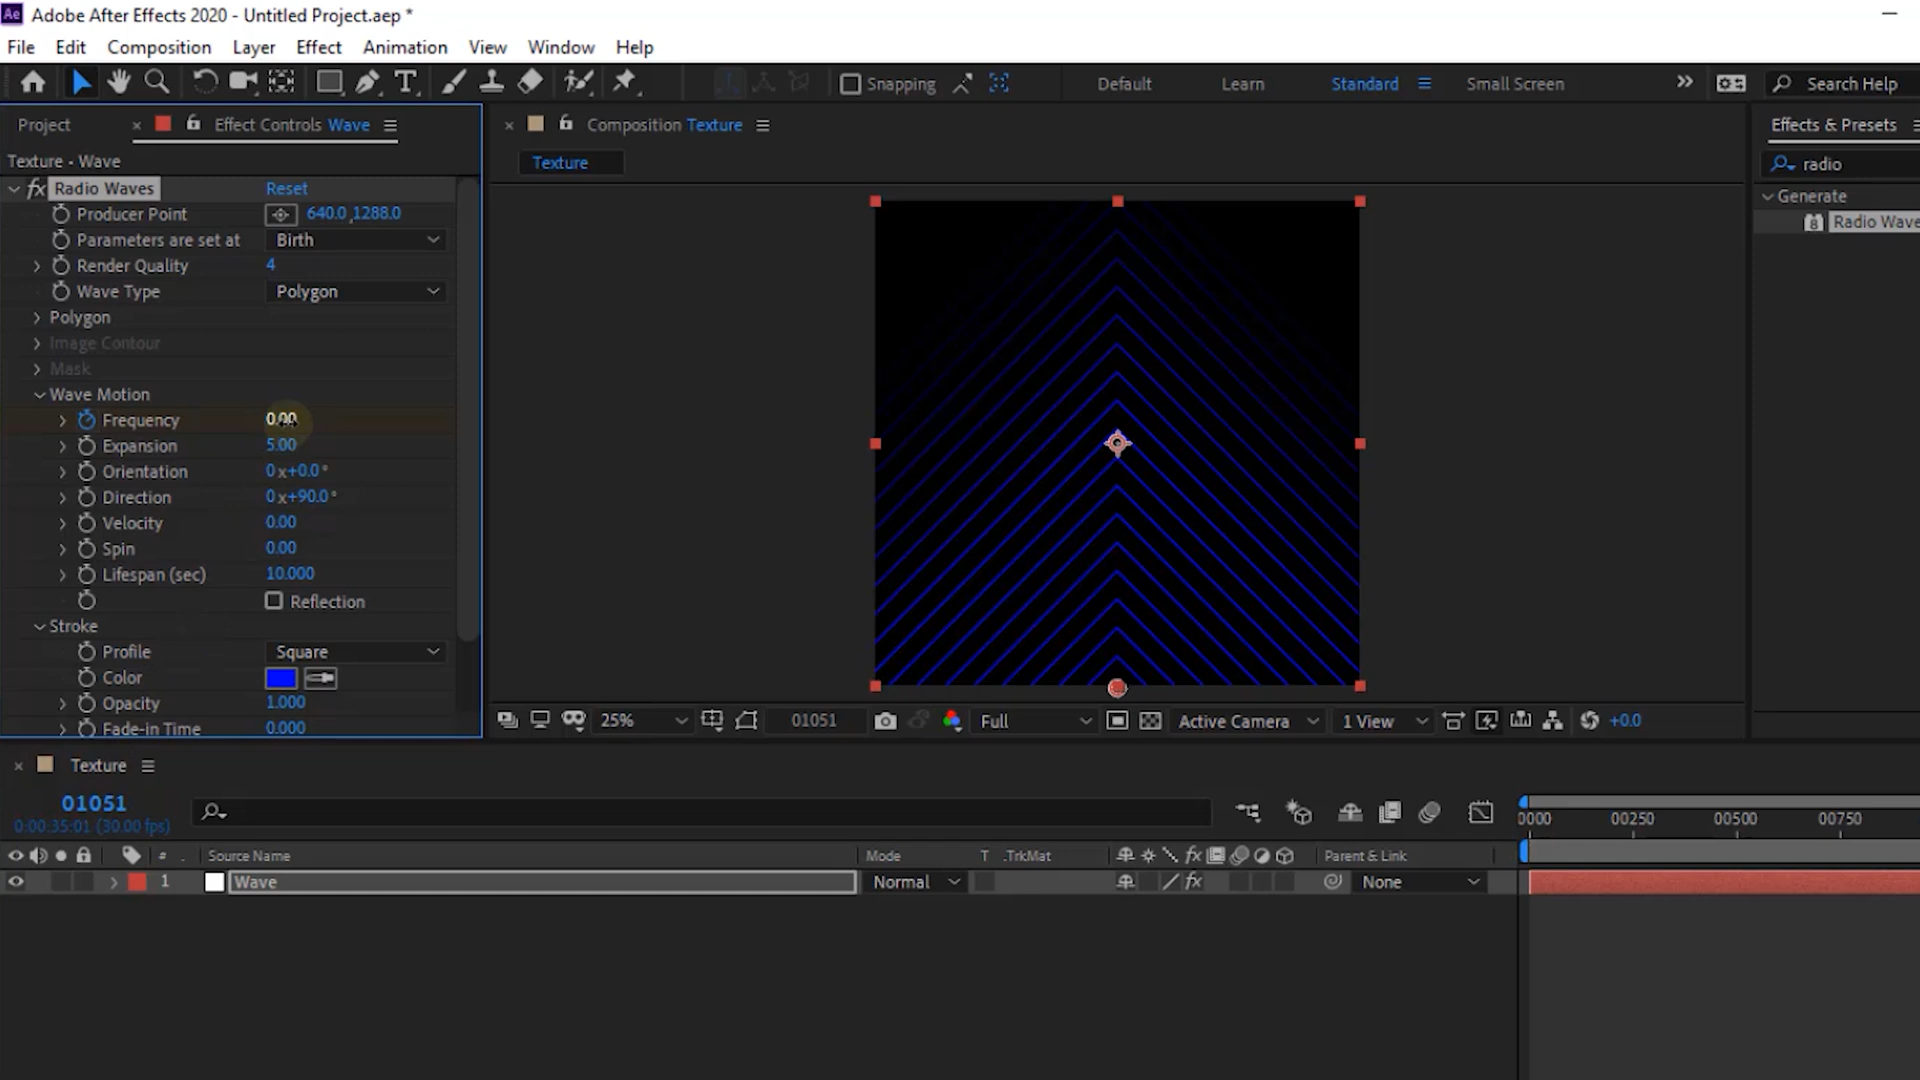 Ae Adobe After Effects 2020 - Untitled Project.aep *
File Edit Composition Layer Effect Animation View Window Help
Snapping Default Learn Standard Small Screen Search Help
Project Effect Controls Wave
Composition Texture
Effects & Presets
Texture - Wave
Texture
radio
fx Radio Waves Reset
Generate
Producer Point 640.0,1288.0
Radio Wave
Parameters are set at Birth
Render Quality 4
Wave Type Polygon
Polygon
Image Contour
Mask
Wave Motion
Frequency 0.00
Expansion 5.00
Orientation 0x+0.0°
Direction 0x+90.0°
Velocity 0.00
Spin 0.00
Lifespan (sec) 10.000
Reflection
Stroke
Profile Square
Color
Opacity 1.000
Fade-in Time 0.000
25% 01051 Full Active Camera 1 View +0.0
Texture
01051
0:00:35:01 (30.00 fps)
0000 00250 00500 00750
# Source Name Mode T .TrkMat fx Parent & Link
1 Wave Normal fx None